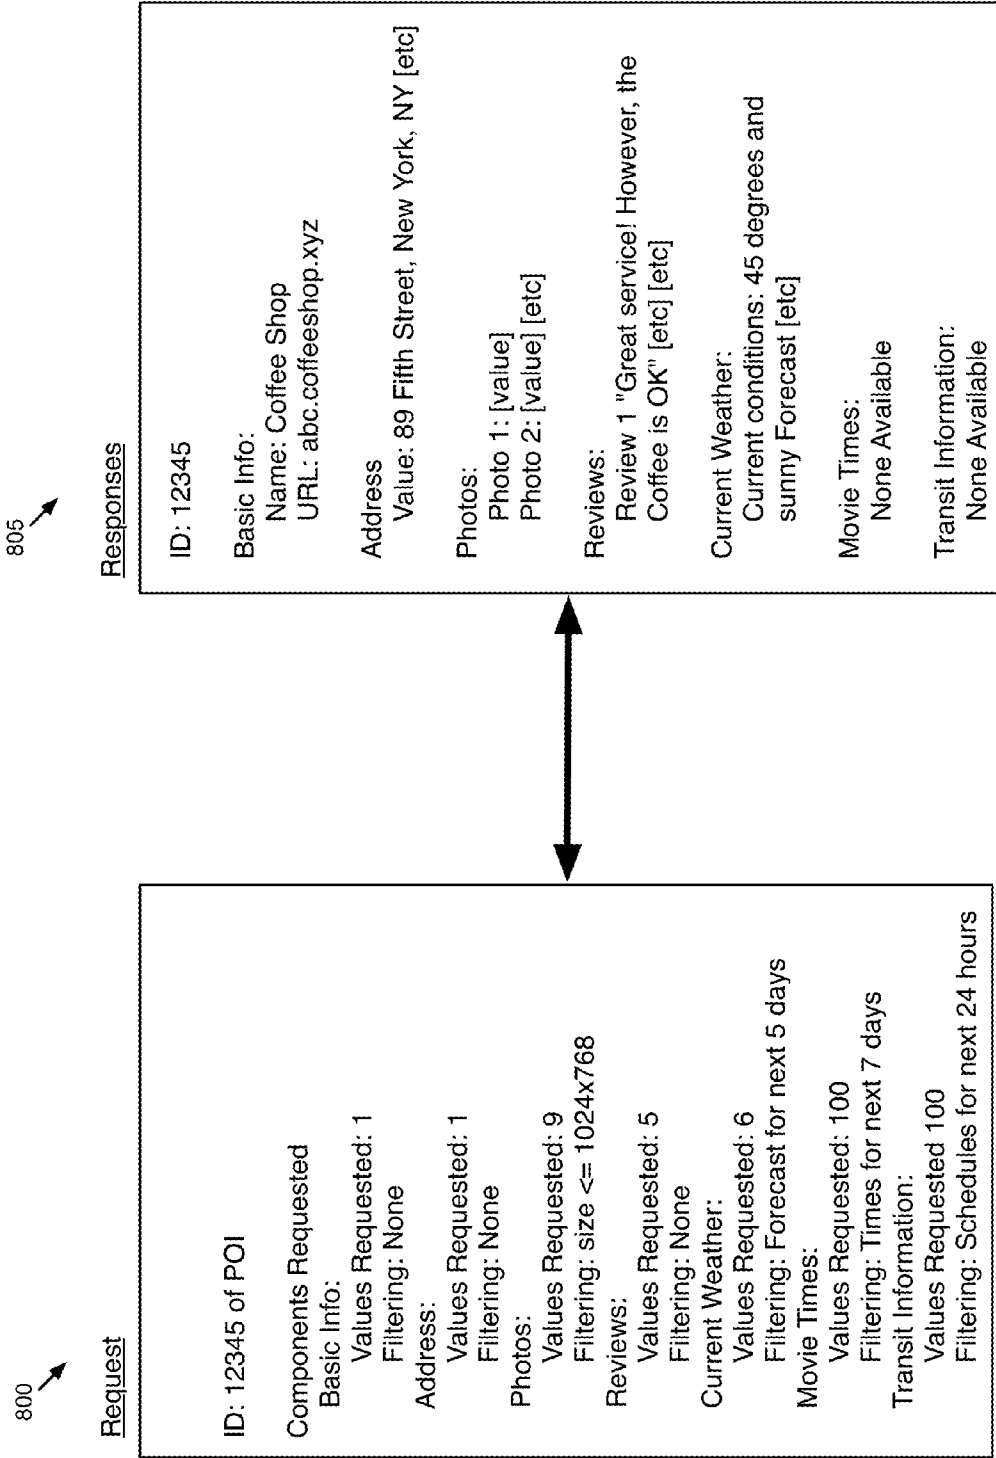 800
Request
ID: 12345 of POI
Components Requested
Basic Info:
Values Requested: 1
Filtering: None
Address:
Values Requested: 1
Filtering: None
Photos:
Values Requested: 9
Filtering: size <= 1024x768
Reviews:
Values Requested: 5
Filtering: None
Current Weather:
Values Requested: 6
Filtering: Forecast for next 5 days
Movie Times:
Values Requested: 100
Filtering: Times for next 7 days
Transit Information:
Values Requested 100
Filtering: Schedules for next 24 hours
805
Responses
ID: 12345
Basic Info:
Name: Coffee Shop
URL: abc.coffeeshop.xyz
Address
Value: 89 Fifth Street, New York, NY [etc]
Photos:
Photo 1: [value]
Photo 2: [value] [etc]
Reviews:
Review 1 "Great service! However, the
Coffee is OK" [etc] [etc]
Current Weather:
Current conditions: 45 degrees and
sunny Forecast [etc]
Movie Times:
None Available
Transit Information:
None Available